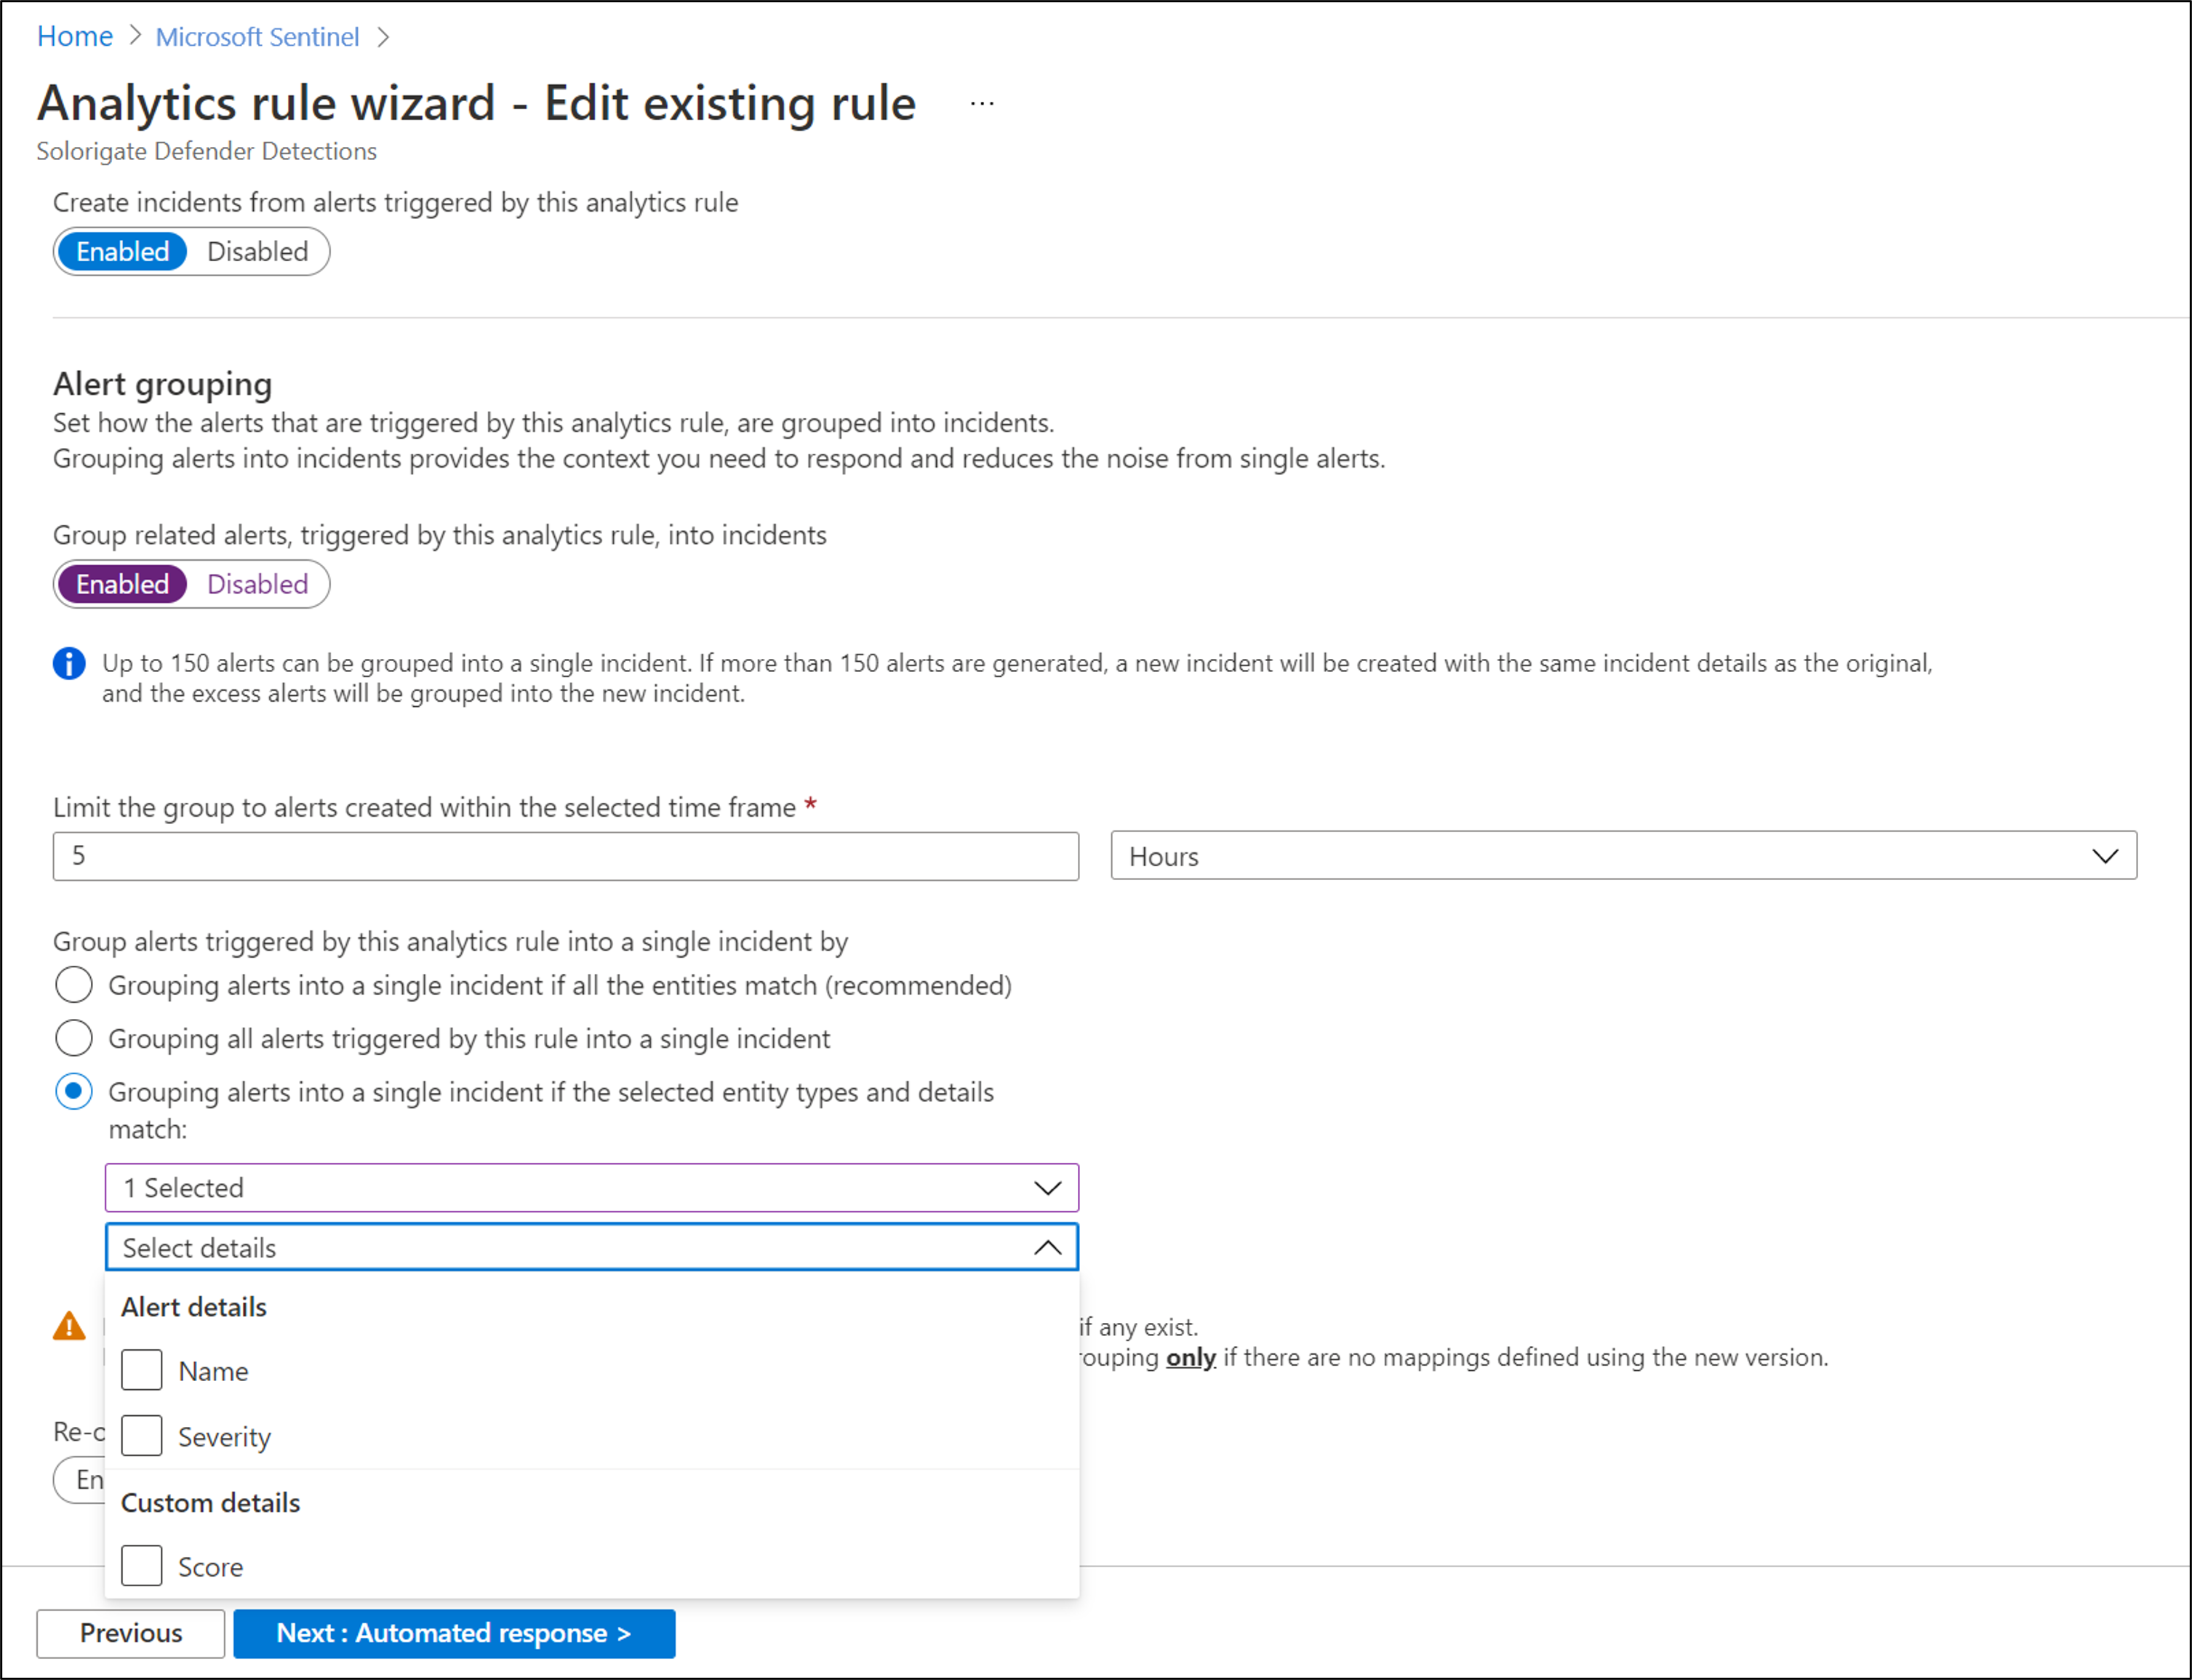 Home > Microsoft Sentinel >
Analytics rule wizard - Edit existing rule ...
Solorigate Defender Detections
Create incidents from alerts triggered by this analytics rule
Enabled Disabled
Alert grouping
Set how the alerts that are triggered by this analytics rule, are grouped into incidents.
Grouping alerts into incidents provides the context you need to respond and reduces the noise from single alerts.
Group related alerts, triggered by this analytics rule, into incidents
Enabled Disabled
Up to 150 alerts can be grouped into a single incident. If more than 150 alerts are generated, a new incident will be created with the same incident details as the original,
and the excess alerts will be grouped into the new incident.
Limit the group to alerts created within the selected time frame *
5 Hours
Group alerts triggered by this analytics rule into a single incident by
Grouping alerts into a single incident if all the entities match (recommended)
Grouping all alerts triggered by this rule into a single incident
Grouping alerts into a single incident if the selected entity types and details
match:
1 Selected
Select details
Alert details
if any exist.
Name
rouping only if there are no mappings defined using the new version.
Severity
Re-
En
Custom details
Score
Previous Next : Automated response >